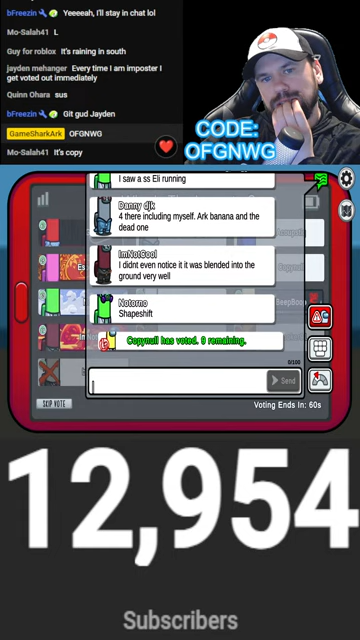 bFreezin Yeeeeah, I'll stay in chat lol
Mo-Salah41 L
Guy for roblox It's raining in south
jayden mehanger Every time I am imposter I
get voted out immediately
Quinn Ohara sus
bFreezin Git gud Jayden
GameSharkArk OFGNWG
Mo-Salah41 It's copy
CODE:
OFGNWG
I saw a ss Eli running
Danny djk
4 there including myself. Ark banana and the
dead one
ImNotCool
I didnt even notice it it was blended into the
ground very well
Notorno
Shapeshift
Copynull has voted. 9 remaining.
0/100
Send
SKIP VOTE
Voting Ends In: 60s
12,954
Subscribers